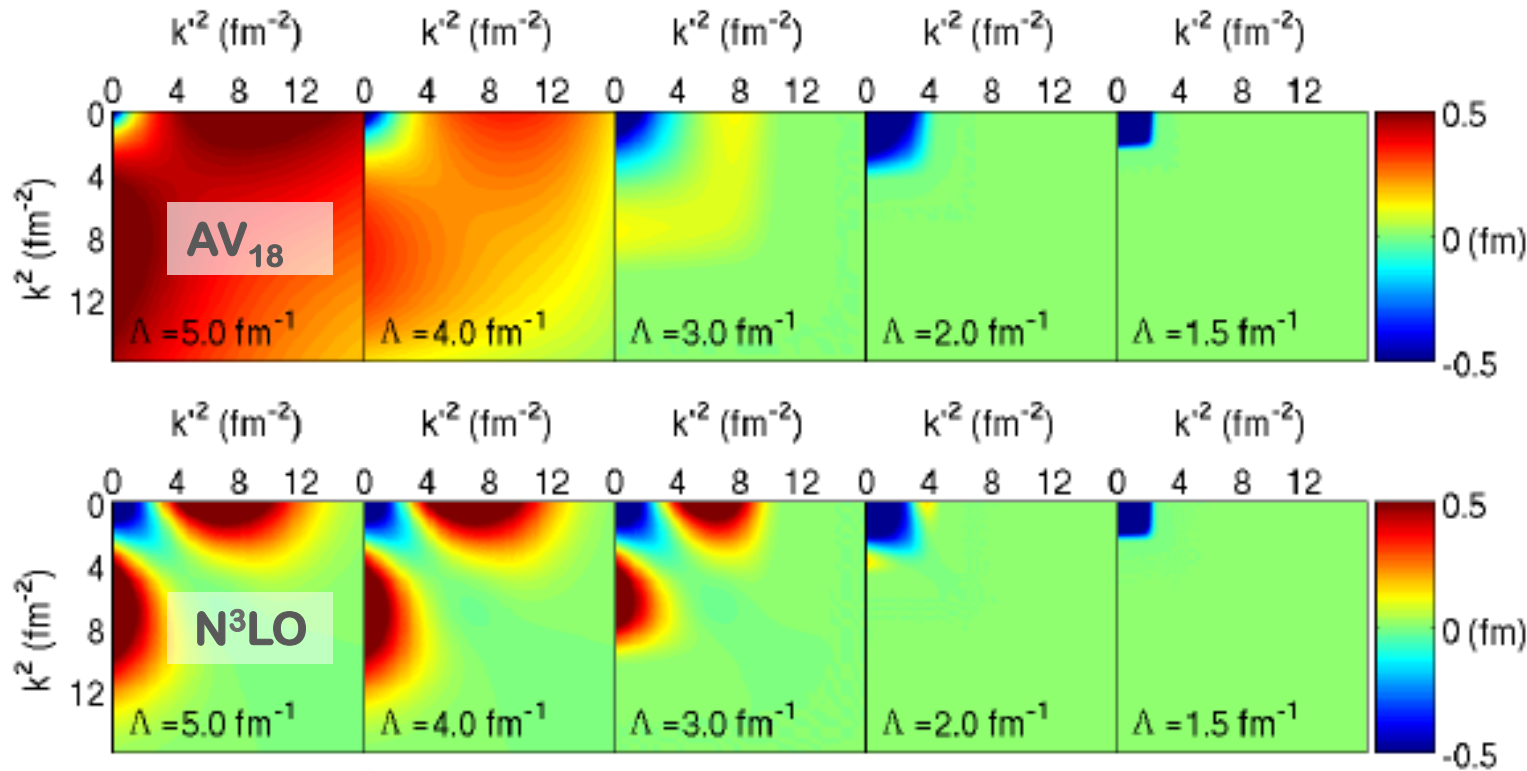 k'² (fm⁻²) k'² (fm⁻²) k'² (fm⁻²) k'² (fm⁻²) k'² (fm⁻²)
0 4 8 12 0 4 8 12 0 4 8 12 0 4 8 12 0 4 8 12
k² (fm⁻²)
0
4
8
12
AV₁₈
Λ =5.0 fm⁻¹ Λ =4.0 fm⁻¹ Λ =3.0 fm⁻¹ Λ =2.0 fm⁻¹ Λ =1.5 fm⁻¹
0.5
0 (fm)
-0.5
k'² (fm⁻²) k'² (fm⁻²) k'² (fm⁻²) k'² (fm⁻²) k'² (fm⁻²)
0 4 8 12 0 4 8 12 0 4 8 12 0 4 8 12 0 4 8 12
k² (fm⁻²)
0
4
8
12
N³LO
Λ =5.0 fm⁻¹ Λ =4.0 fm⁻¹ Λ =3.0 fm⁻¹ Λ =2.0 fm⁻¹ Λ =1.5 fm⁻¹
0.5
0 (fm)
-0.5